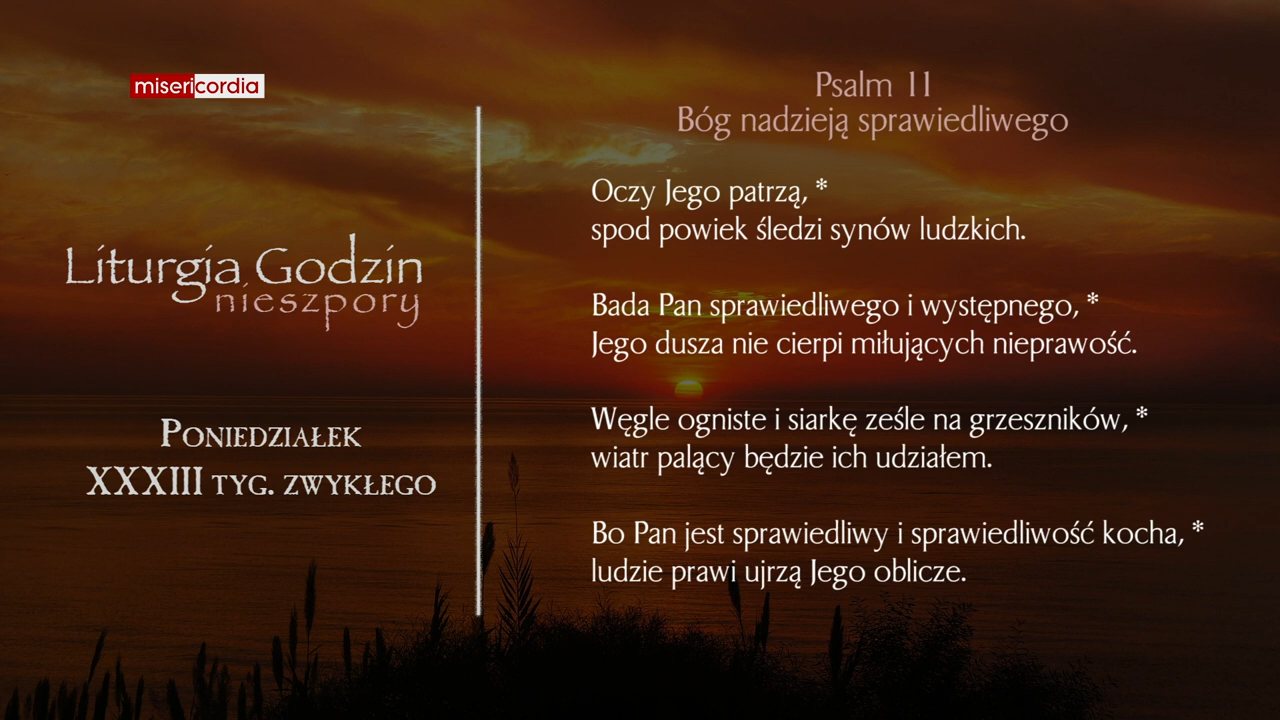 misericordia
Liturgia Godzin
nieszpory
Poniedziałek
XXXIII tyg. zwykłego
Psalm 11
Bóg nadzieją sprawiedliwego
Oczy Jego patrzą, *
spod powiek śledzi synów ludzkich.
Bada Pan sprawiedliwego i występnego, *
Jego dusza nie cierpi miłujących nieprawość.
Węgle ogniste i siarkę ześle na grzeszników, *
wiatr palący będzie ich udziałem.
Bo Pan jest sprawiedliwy i sprawiedliwość kocha, *
ludzie prawi ujrzą Jego oblicze.